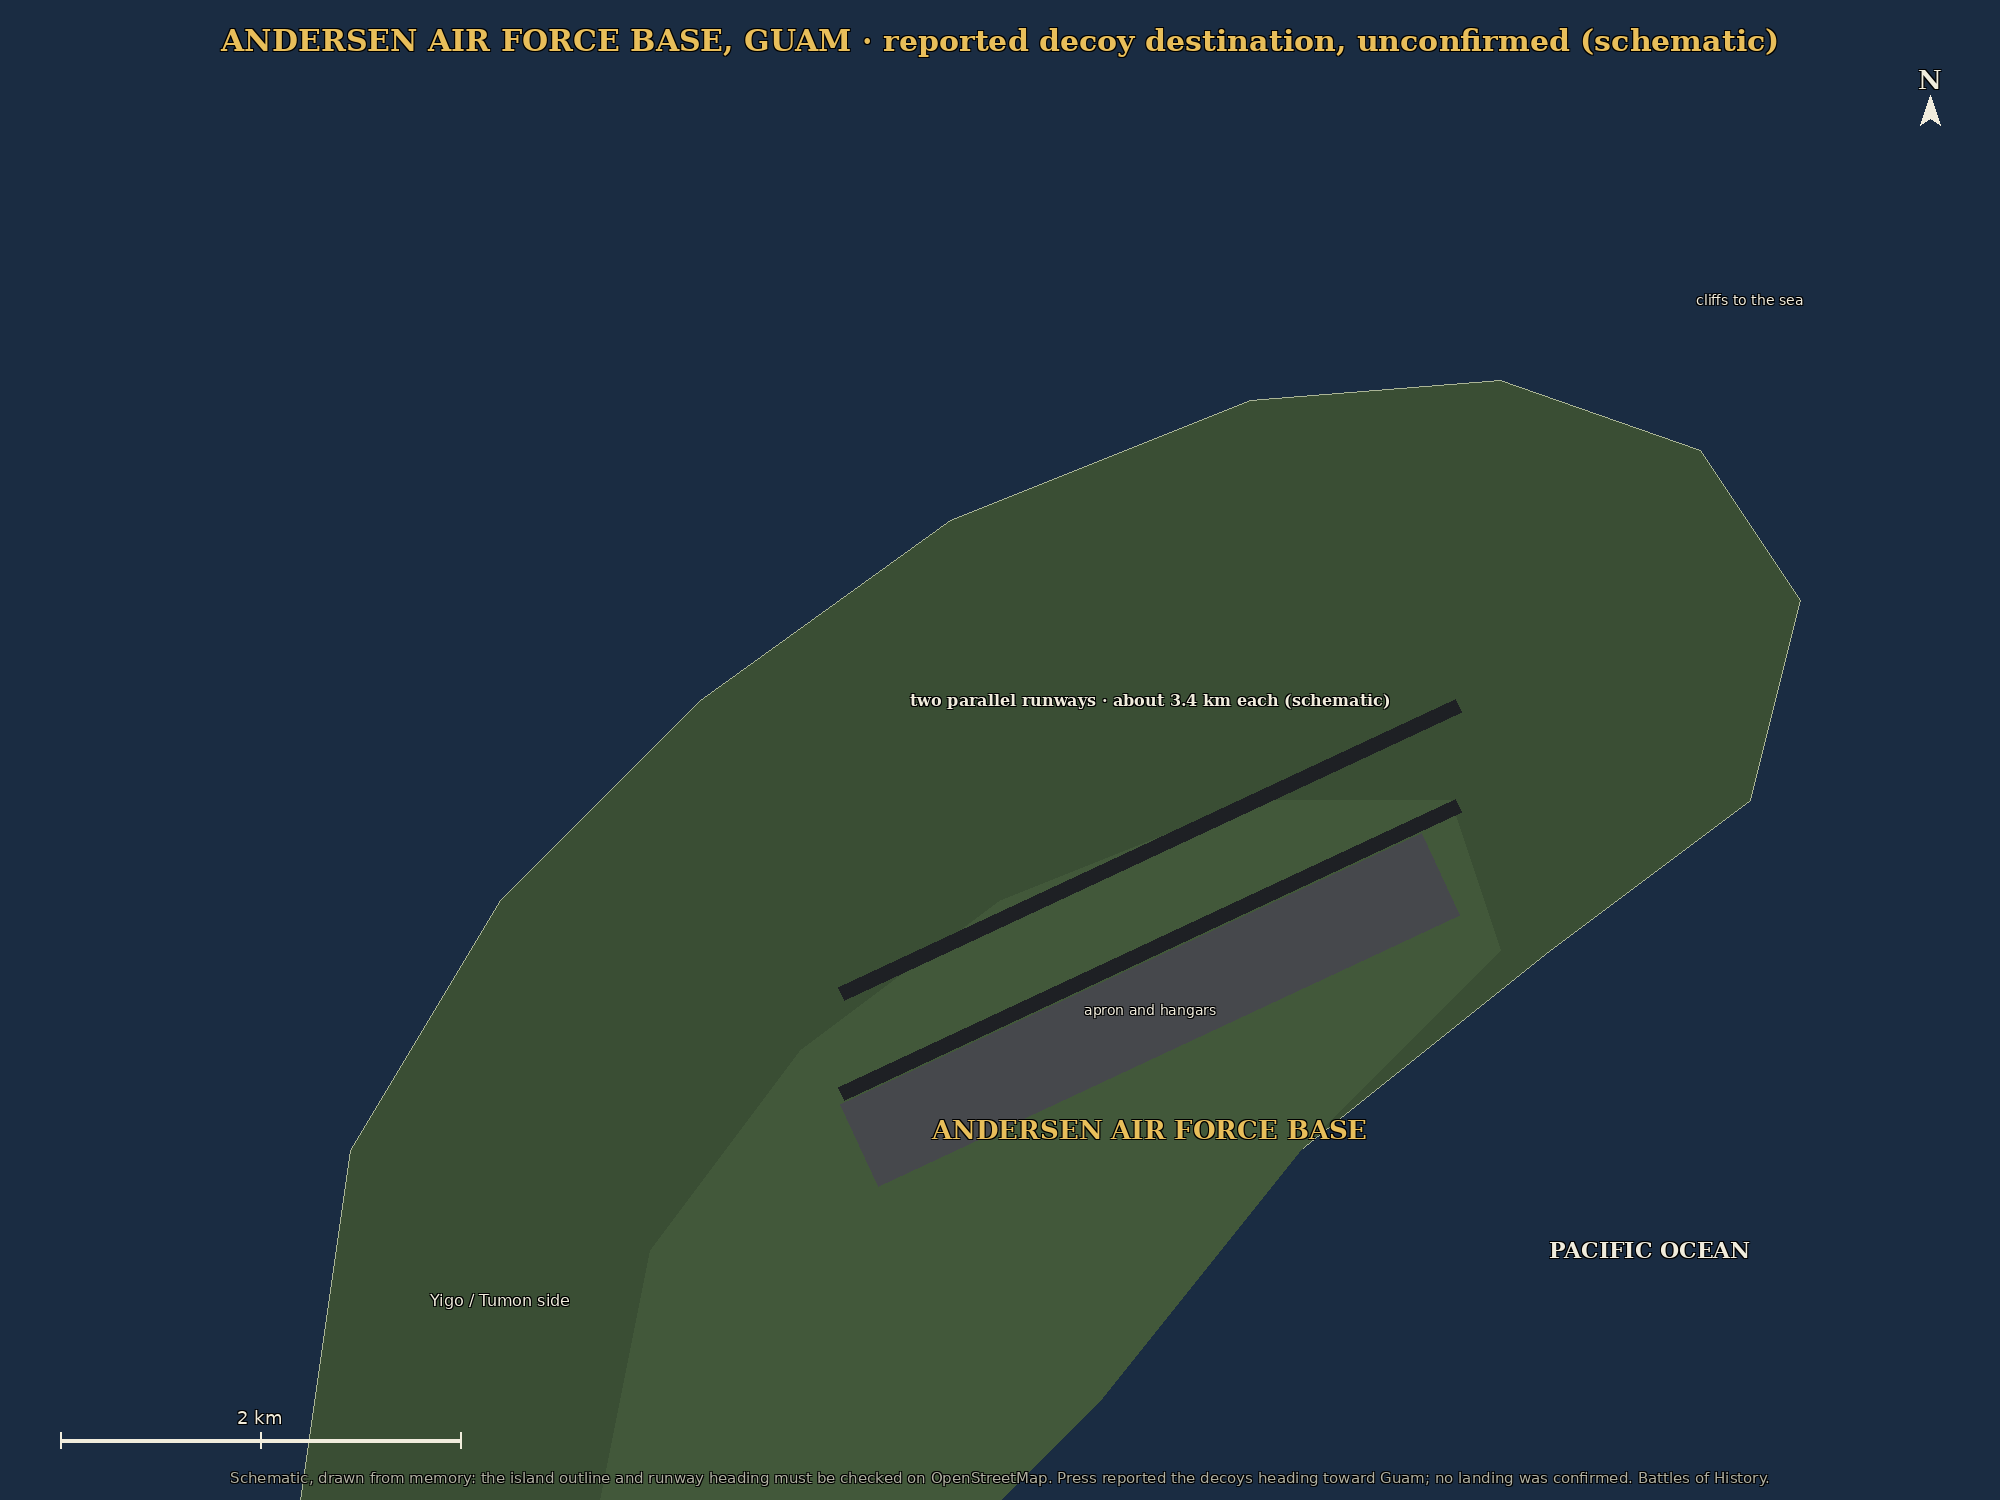 ANDERSEN AIR FORCE BASE, GUAM · reported decoy destination, unconfirmed (schematic)
N
cliffs to the sea
two parallel runways · about 3.4 km each (schematic)
apron and hangars
ANDERSEN AIR FORCE BASE
PACIFIC OCEAN
Yigo / Tumon side
2 km
Schematic, drawn from memory: the island outline and runway heading must be checked on OpenStreetMap. Press reported the decoys heading toward Guam; no landing was confirmed. Battles of History.